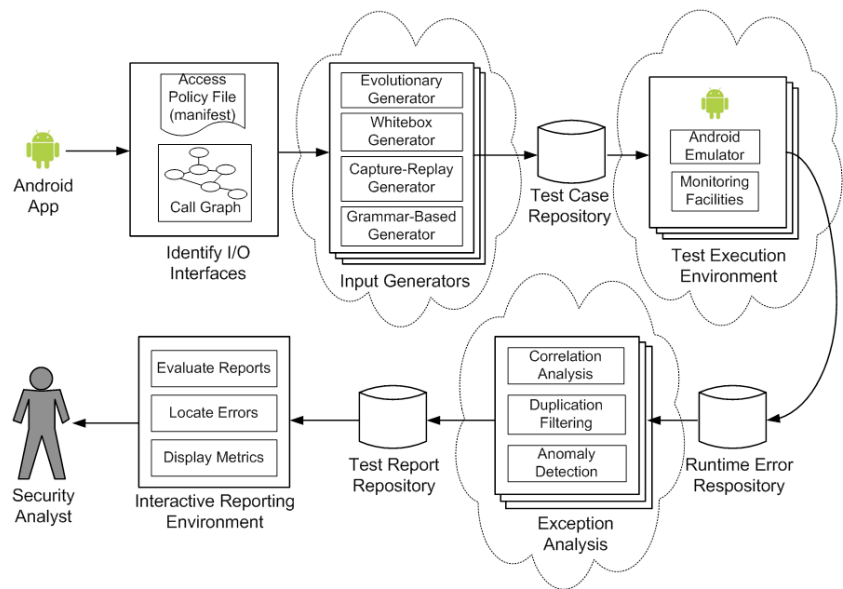 Access
Policy File
(manifest)
Call Graph
Android
App
Identify I/O
Interfaces
Evolutionary
Generator
Whitebox
Generator
Capture-Replay
Generator
Grammar-Based
Generator
Input Generators
Test Case
Repository
Android
Emulator
Monitoring
Facilities
Test Execution
Environment
Evaluate Reports
Locate Errors
Display Metrics
Security
Analyst
Interactive Reporting
Environment
Test Report
Repository
Correlation
Analysis
Duplication
Filtering
Anomaly
Detection
Exception
Analysis
Runtime Error
Respository